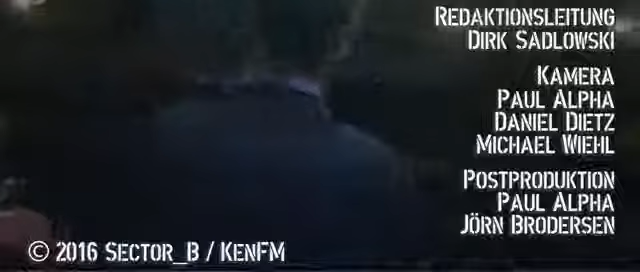 REDAKTIONSLEITUNG
DIRK SADLOWSKI
KAMERA
PAUL ALPHA
DANIEL DIETZ
MICHAEL WIEHL
POSTPRODUKTION
PAUL ALPHA
JÖRN BRODERSEN
© 2016 SECTOR_B / KENFM